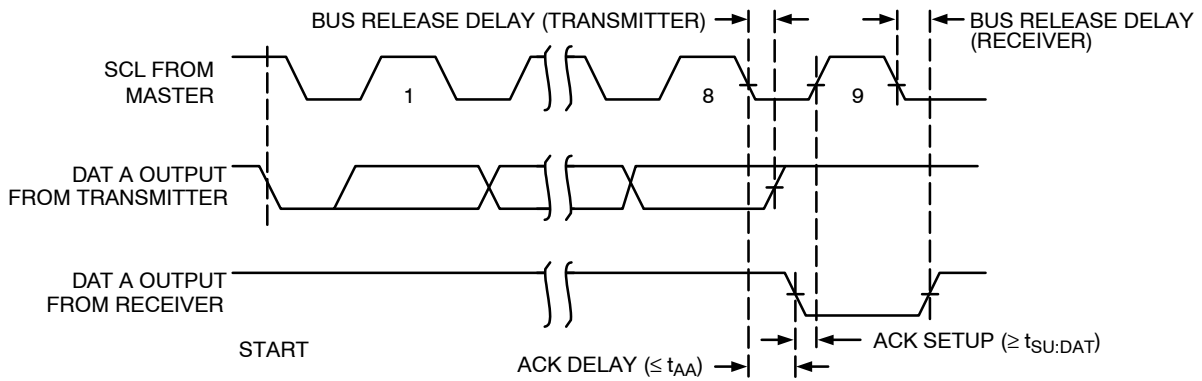 BUS RELEASE DELAY (TRANSMITTER)
BUS RELEASE DELAY
(RECEIVER)
SCL FROM
MASTER
1
8
9
DAT A OUTPUT
FROM TRANSMITTER
DAT A OUTPUT
FROM RECEIVER
START
ACK SETUP (≥ tSU:DAT)
ACK DELAY (≤ tAA)